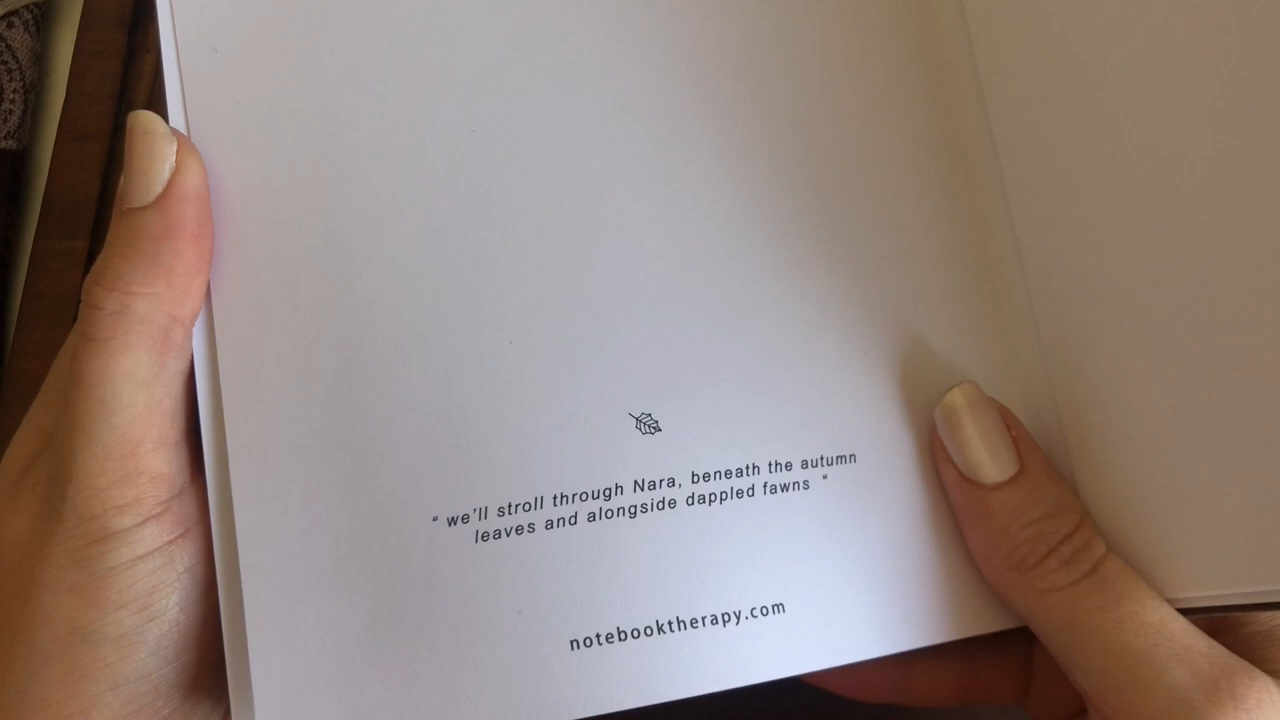 “ we’ll stroll through Nara, beneath the autumn
leaves and alongside dappled fawns “
notebooktherapy.com